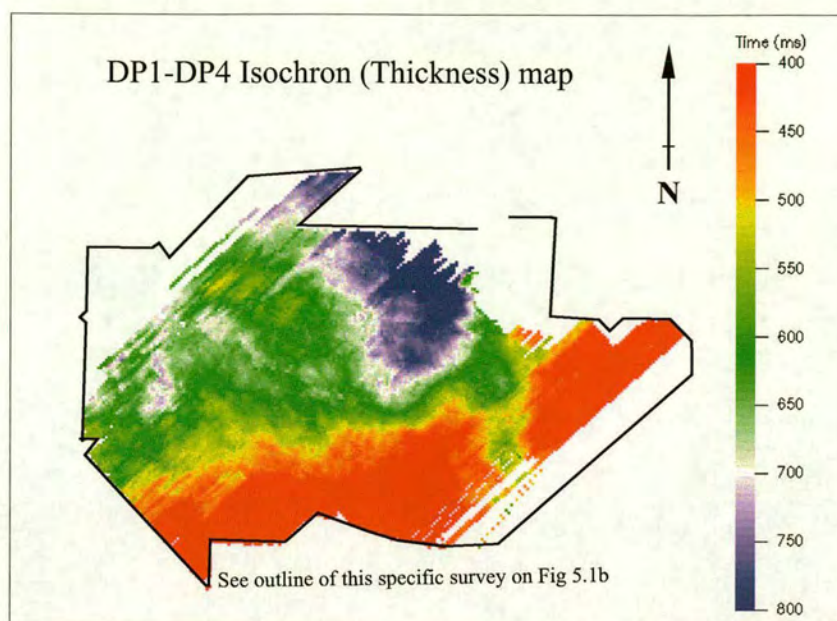 DP1-DP4 Isochron (Thickness) map
N
Time (ms)
400
450
500
550
600
650
700
750
800
See outline of this specific survey on Fig 5.1b